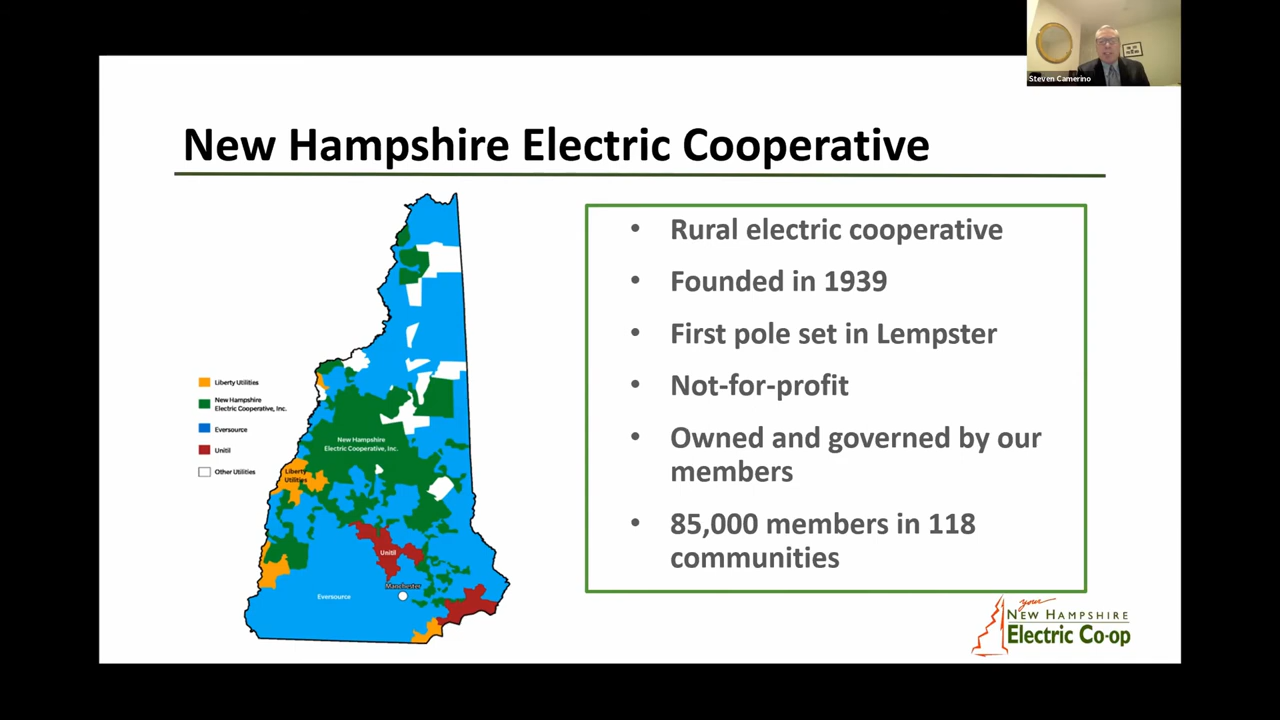 Steven Camerino
New Hampshire Electric Cooperative
• Rural electric cooperative
• Founded in 1939
• First pole set in Lempster
• Not-for-profit
• Owned and governed by our
members
• 85,000 members in 118
communities
Liberty Utilities
New Hampshire
Electric Cooperative, Inc.
Eversource
Unitil
Other Utilities
New Hampshire
Electric Cooperative, Inc.
Liberty
Utilities
Unitil
Manchester
Eversource
your
New Hampshire
Electric Co-op